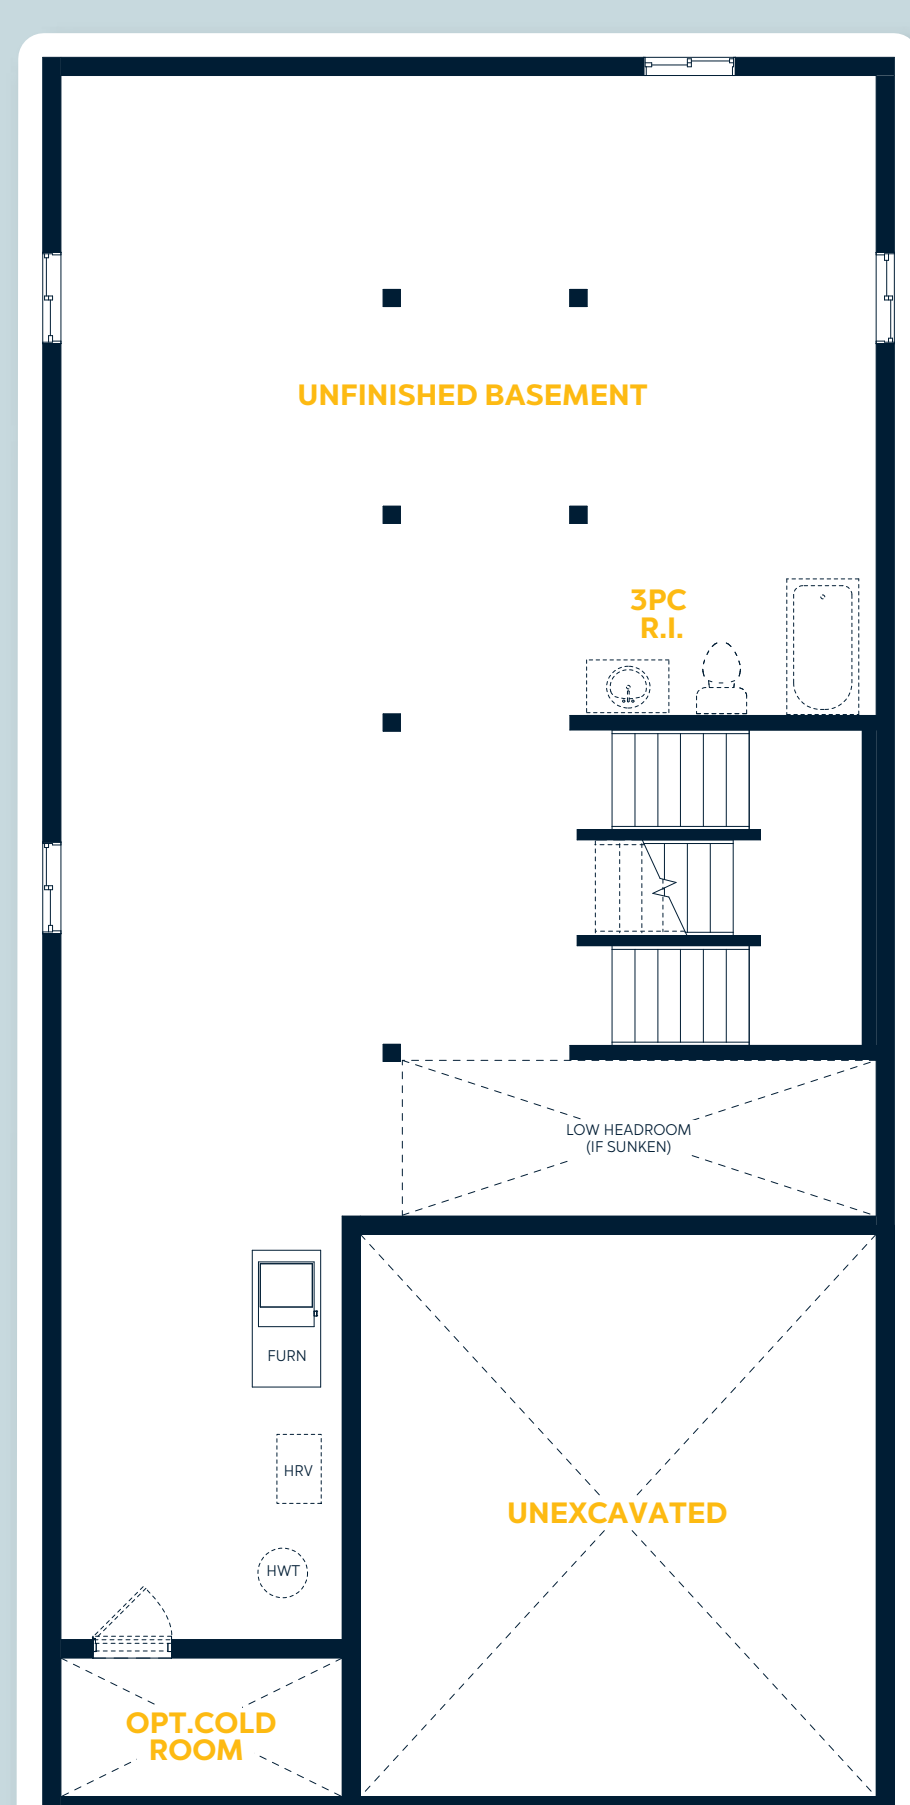 UNFINISHED BASEMENT
3PC
R.I.
LOW HEADROOM
(IF SUNKEN)
FURN
HRV
UNEXCAVATED
HWT
OPT.COLD
ROOM